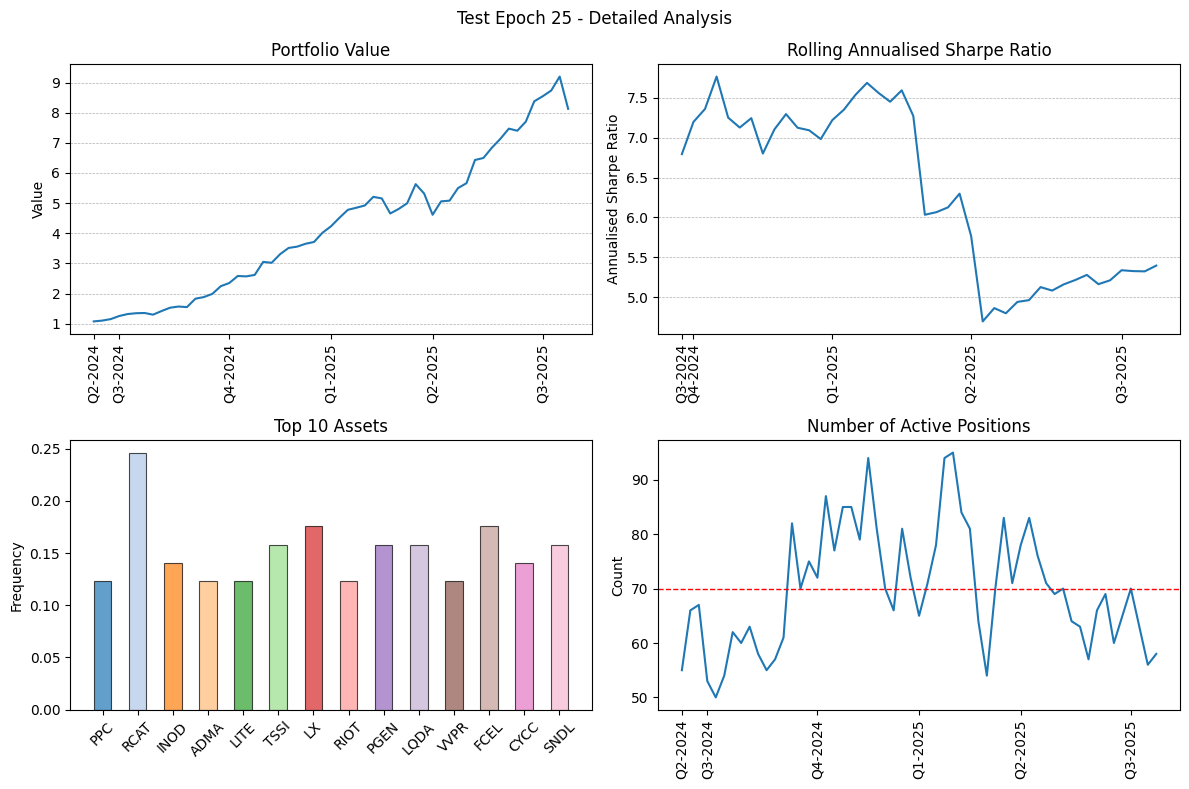 Test Epoch 25 - Detailed Analysis
Portfolio Value
Value
9
8
7
6
5
4
3
2
1
Q2-2024
Q3-2024
Q4-2024
Q1-2025
Q2-2025
Q3-2025
Rolling Annualised Sharpe Ratio
Annualised Sharpe Ratio
7.5
7.0
6.5
6.0
5.5
5.0
Q3-2024
Q4-2024
Q1-2025
Q2-2025
Q3-2025
Top 10 Assets
Frequency
0.25
0.20
0.15
0.10
0.05
0.00
PPC
RCAT
INOD
ADMA
LITE
TSSI
LX
RIOT
PGEN
LQDA
VVPR
FCEL
CYCC
SNDL
Number of Active Positions
Count
90
80
70
60
50
Q2-2024
Q3-2024
Q4-2024
Q1-2025
Q2-2025
Q3-2025